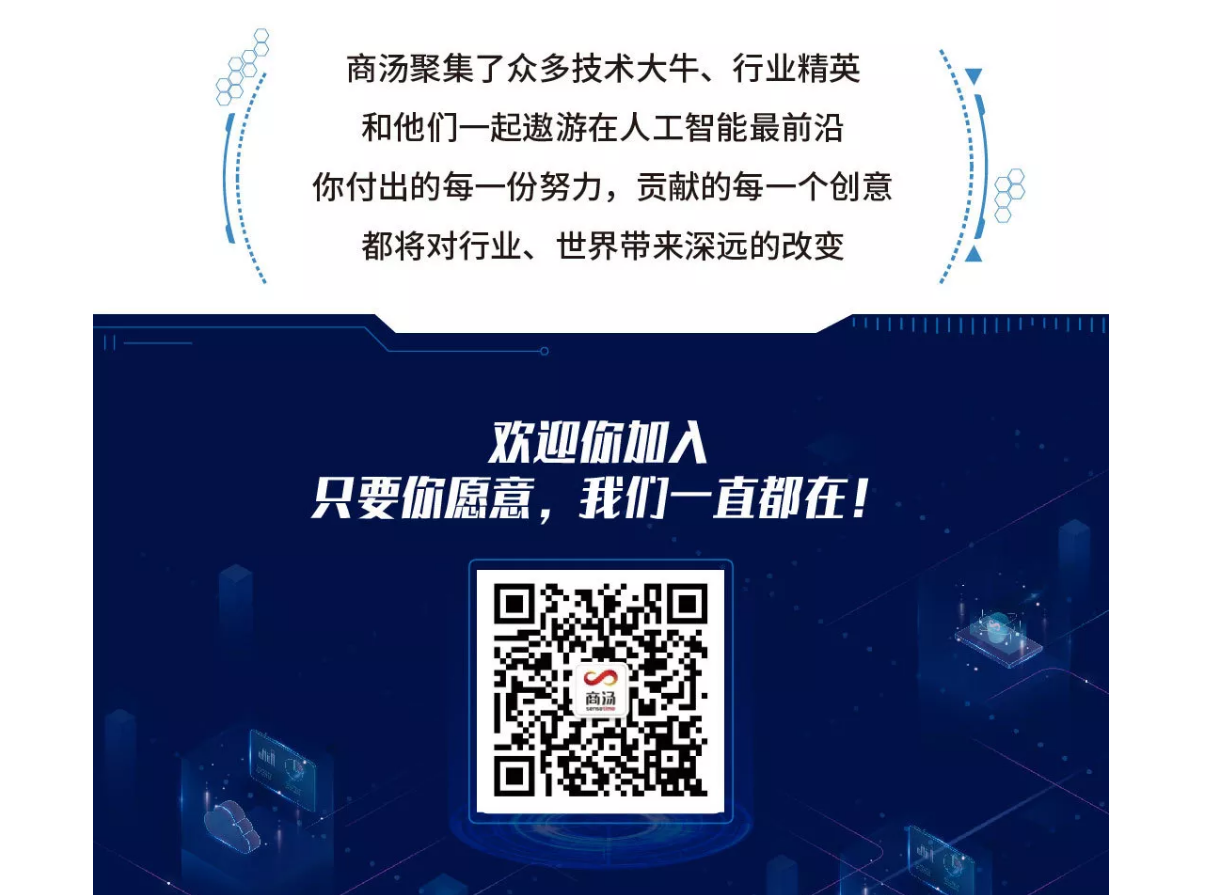 商汤聚集了众多技术大牛、行业精英
和他们一起遨游在人工智能最前沿
你付出的每一份努力，贡献的每一个创意
都将对行业、世界带来深远的改变
欢迎你加入
只要你愿意，我们一直都在！
商汤
sensetime